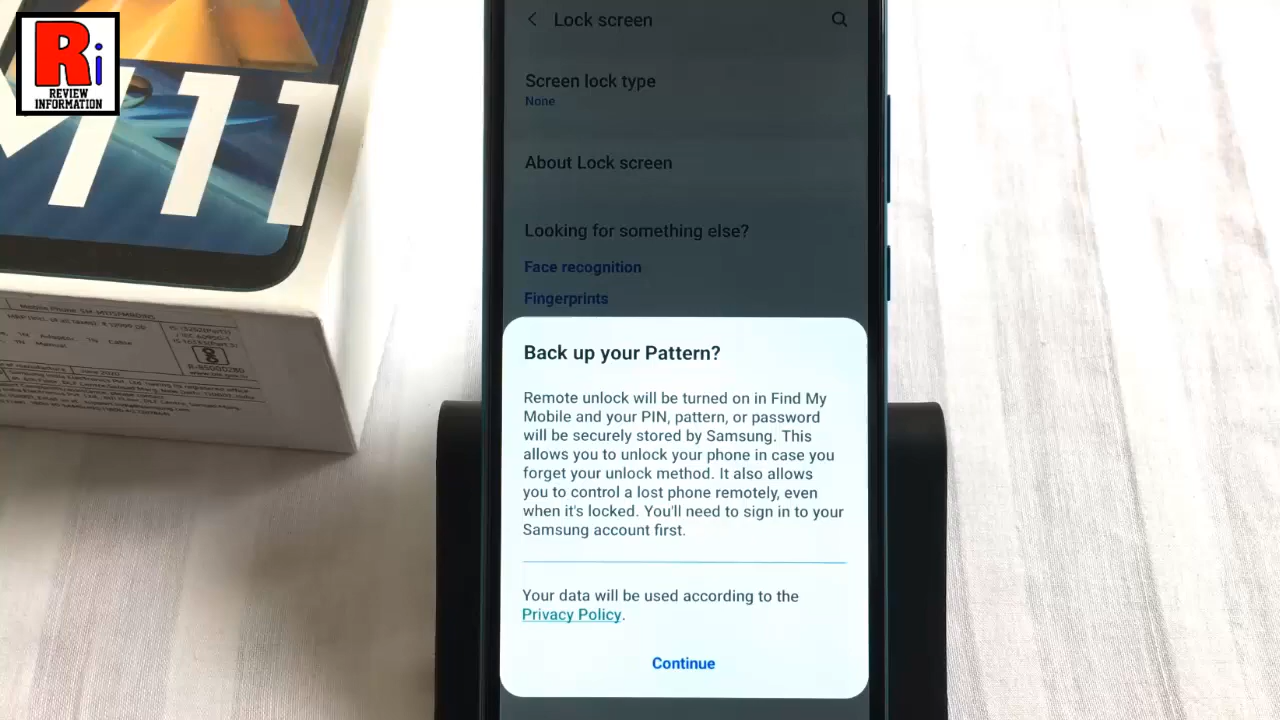 Ri
REVIEW
INFORMATION
M11
Lock screen
Screen lock type
None
About Lock screen
Looking for something else?
Face recognition
Fingerprints
Back up your Pattern?
Remote unlock will be turned on in Find My
Mobile and your PIN, pattern, or password
will be securely stored by Samsung. This
allows you to unlock your phone in case you
forget your unlock method. It also allows
you to control a lost phone remotely, even
when it's locked. You'll need to sign in to your
Samsung account first.
Your data will be used according to the
Privacy Policy.
Continue